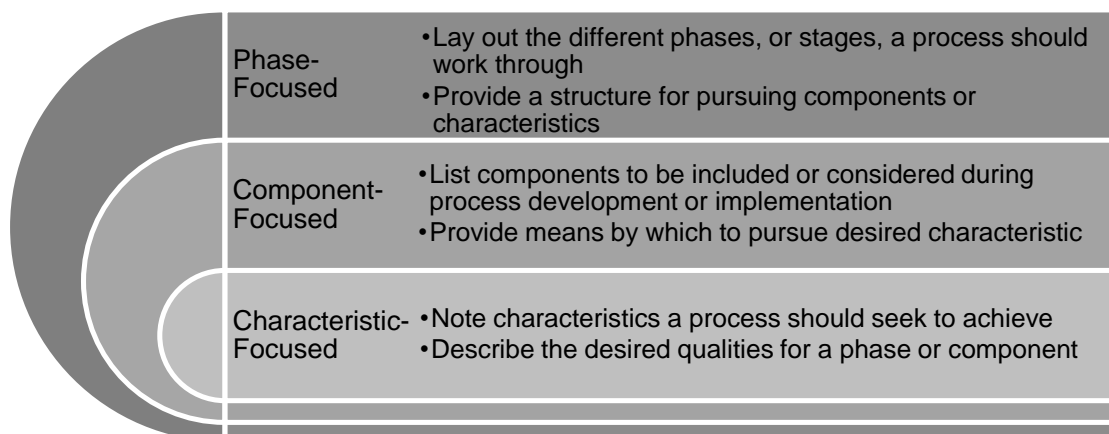 Phase-
Focused
•Lay out the different phases, or stages, a process should
work through
•Provide a structure for pursuing components or
characteristics
Component-
Focused
•List components to be included or considered during
process development or implementation
•Provide means by which to pursue desired characteristic
Characteristic-
Focused
•Note characteristics a process should seek to achieve
•Describe the desired qualities for a phase or component